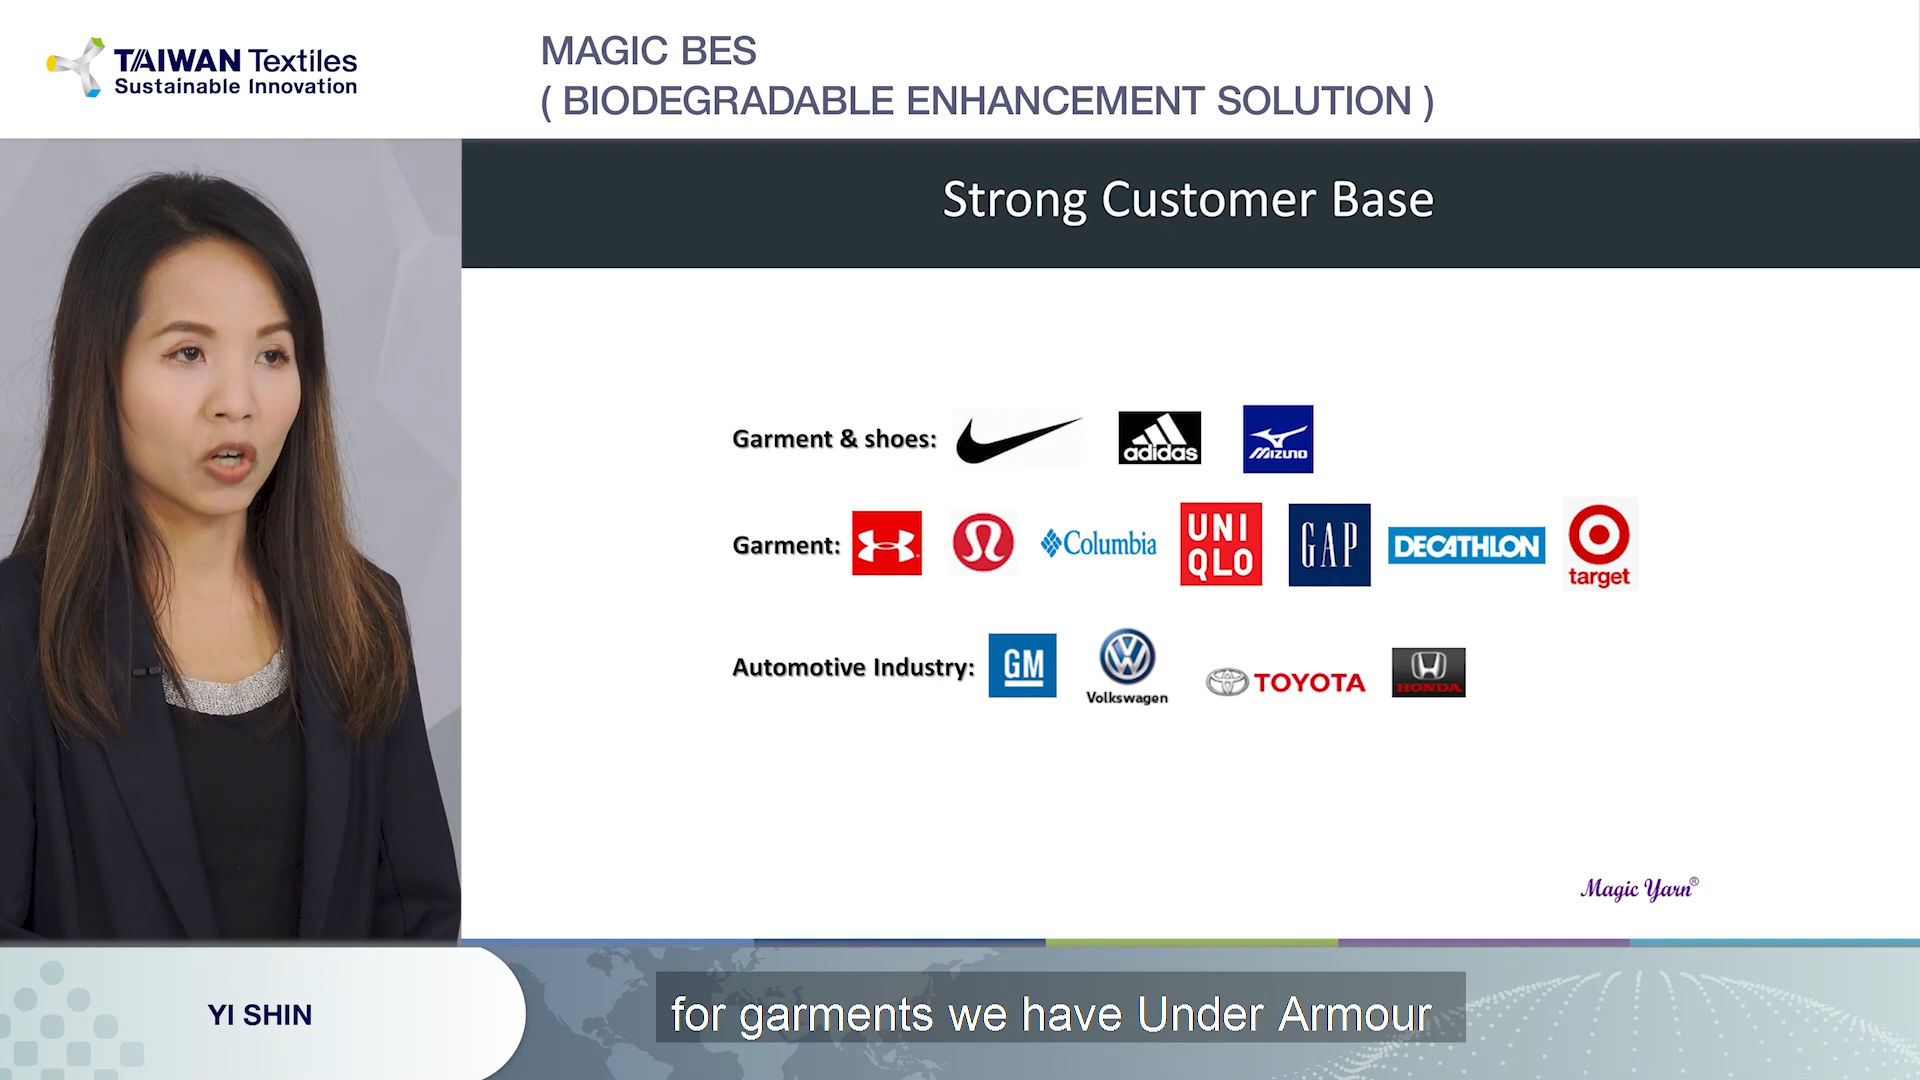 TAIWAN Textiles
Sustainable Innovation
MAGIC BES
( BIODEGRADABLE ENHANCEMENT SOLUTION )
Strong Customer Base
Garment & shoes:
adidas
MIZUNO
Garment:
Columbia
UNI
QLO
GAP
DECATHLON
target
Automotive Industry:
GM
Volkswagen
TOYOTA
HONDA
Magic Yarn®
YI SHIN
for garments we have Under Armour